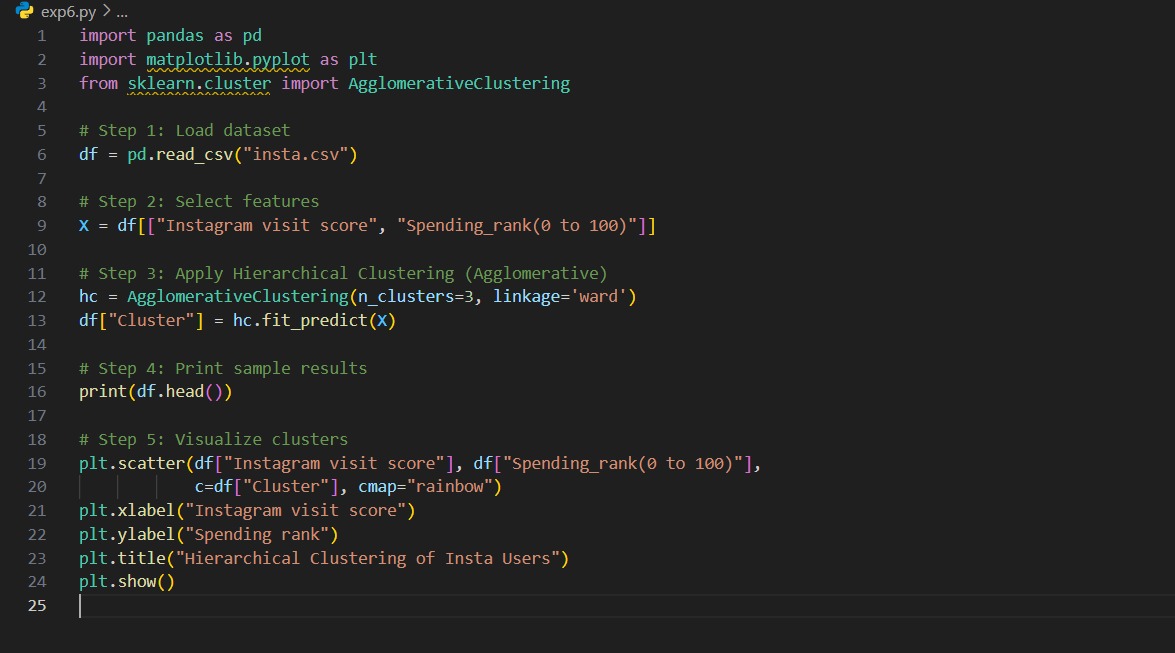 exp6.py > ...
1 import pandas as pd
2 import matplotlib.pyplot as plt
3 from sklearn.cluster import AgglomerativeClustering
4
5 # Step 1: Load dataset
6 df = pd.read_csv("insta.csv")
7
8 # Step 2: Select features
9 X = df[["Instagram visit score", "Spending_rank(0 to 100)"]]
10
11 # Step 3: Apply Hierarchical Clustering (Agglomerative)
12 hc = AgglomerativeClustering(n_clusters=3, linkage='ward')
13 df["Cluster"] = hc.fit_predict(X)
14
15 # Step 4: Print sample results
16 print(df.head())
17
18 # Step 5: Visualize clusters
19 plt.scatter(df["Instagram visit score"], df["Spending_rank(0 to 100)"],
20             c=df["Cluster"], cmap="rainbow")
21 plt.xlabel("Instagram visit score")
22 plt.ylabel("Spending rank")
23 plt.title("Hierarchical Clustering of Insta Users")
24 plt.show()
25